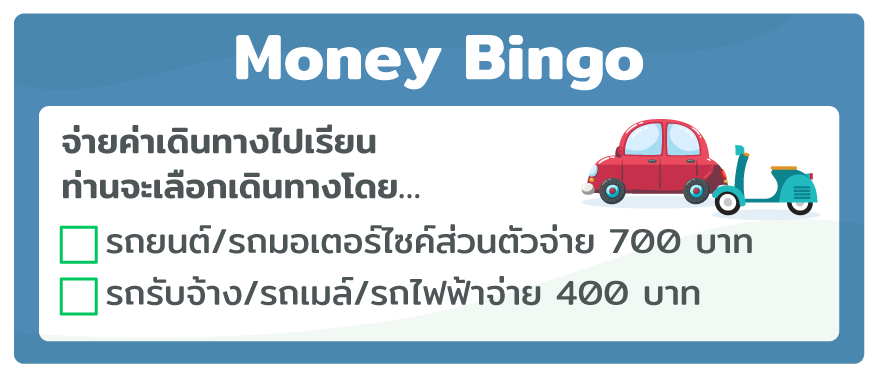 Money Bingo
จ่ายค่าเดินทางไปเรียน
ท่านจะเลือกเดินทางโดย...
รถยนต์/รถมอเตอร์ไซค์ส่วนตัวจ่าย 700 บาท
รถรับจ้าง/รถเมล์/รถไฟฟ้าจ่าย 400 บาท